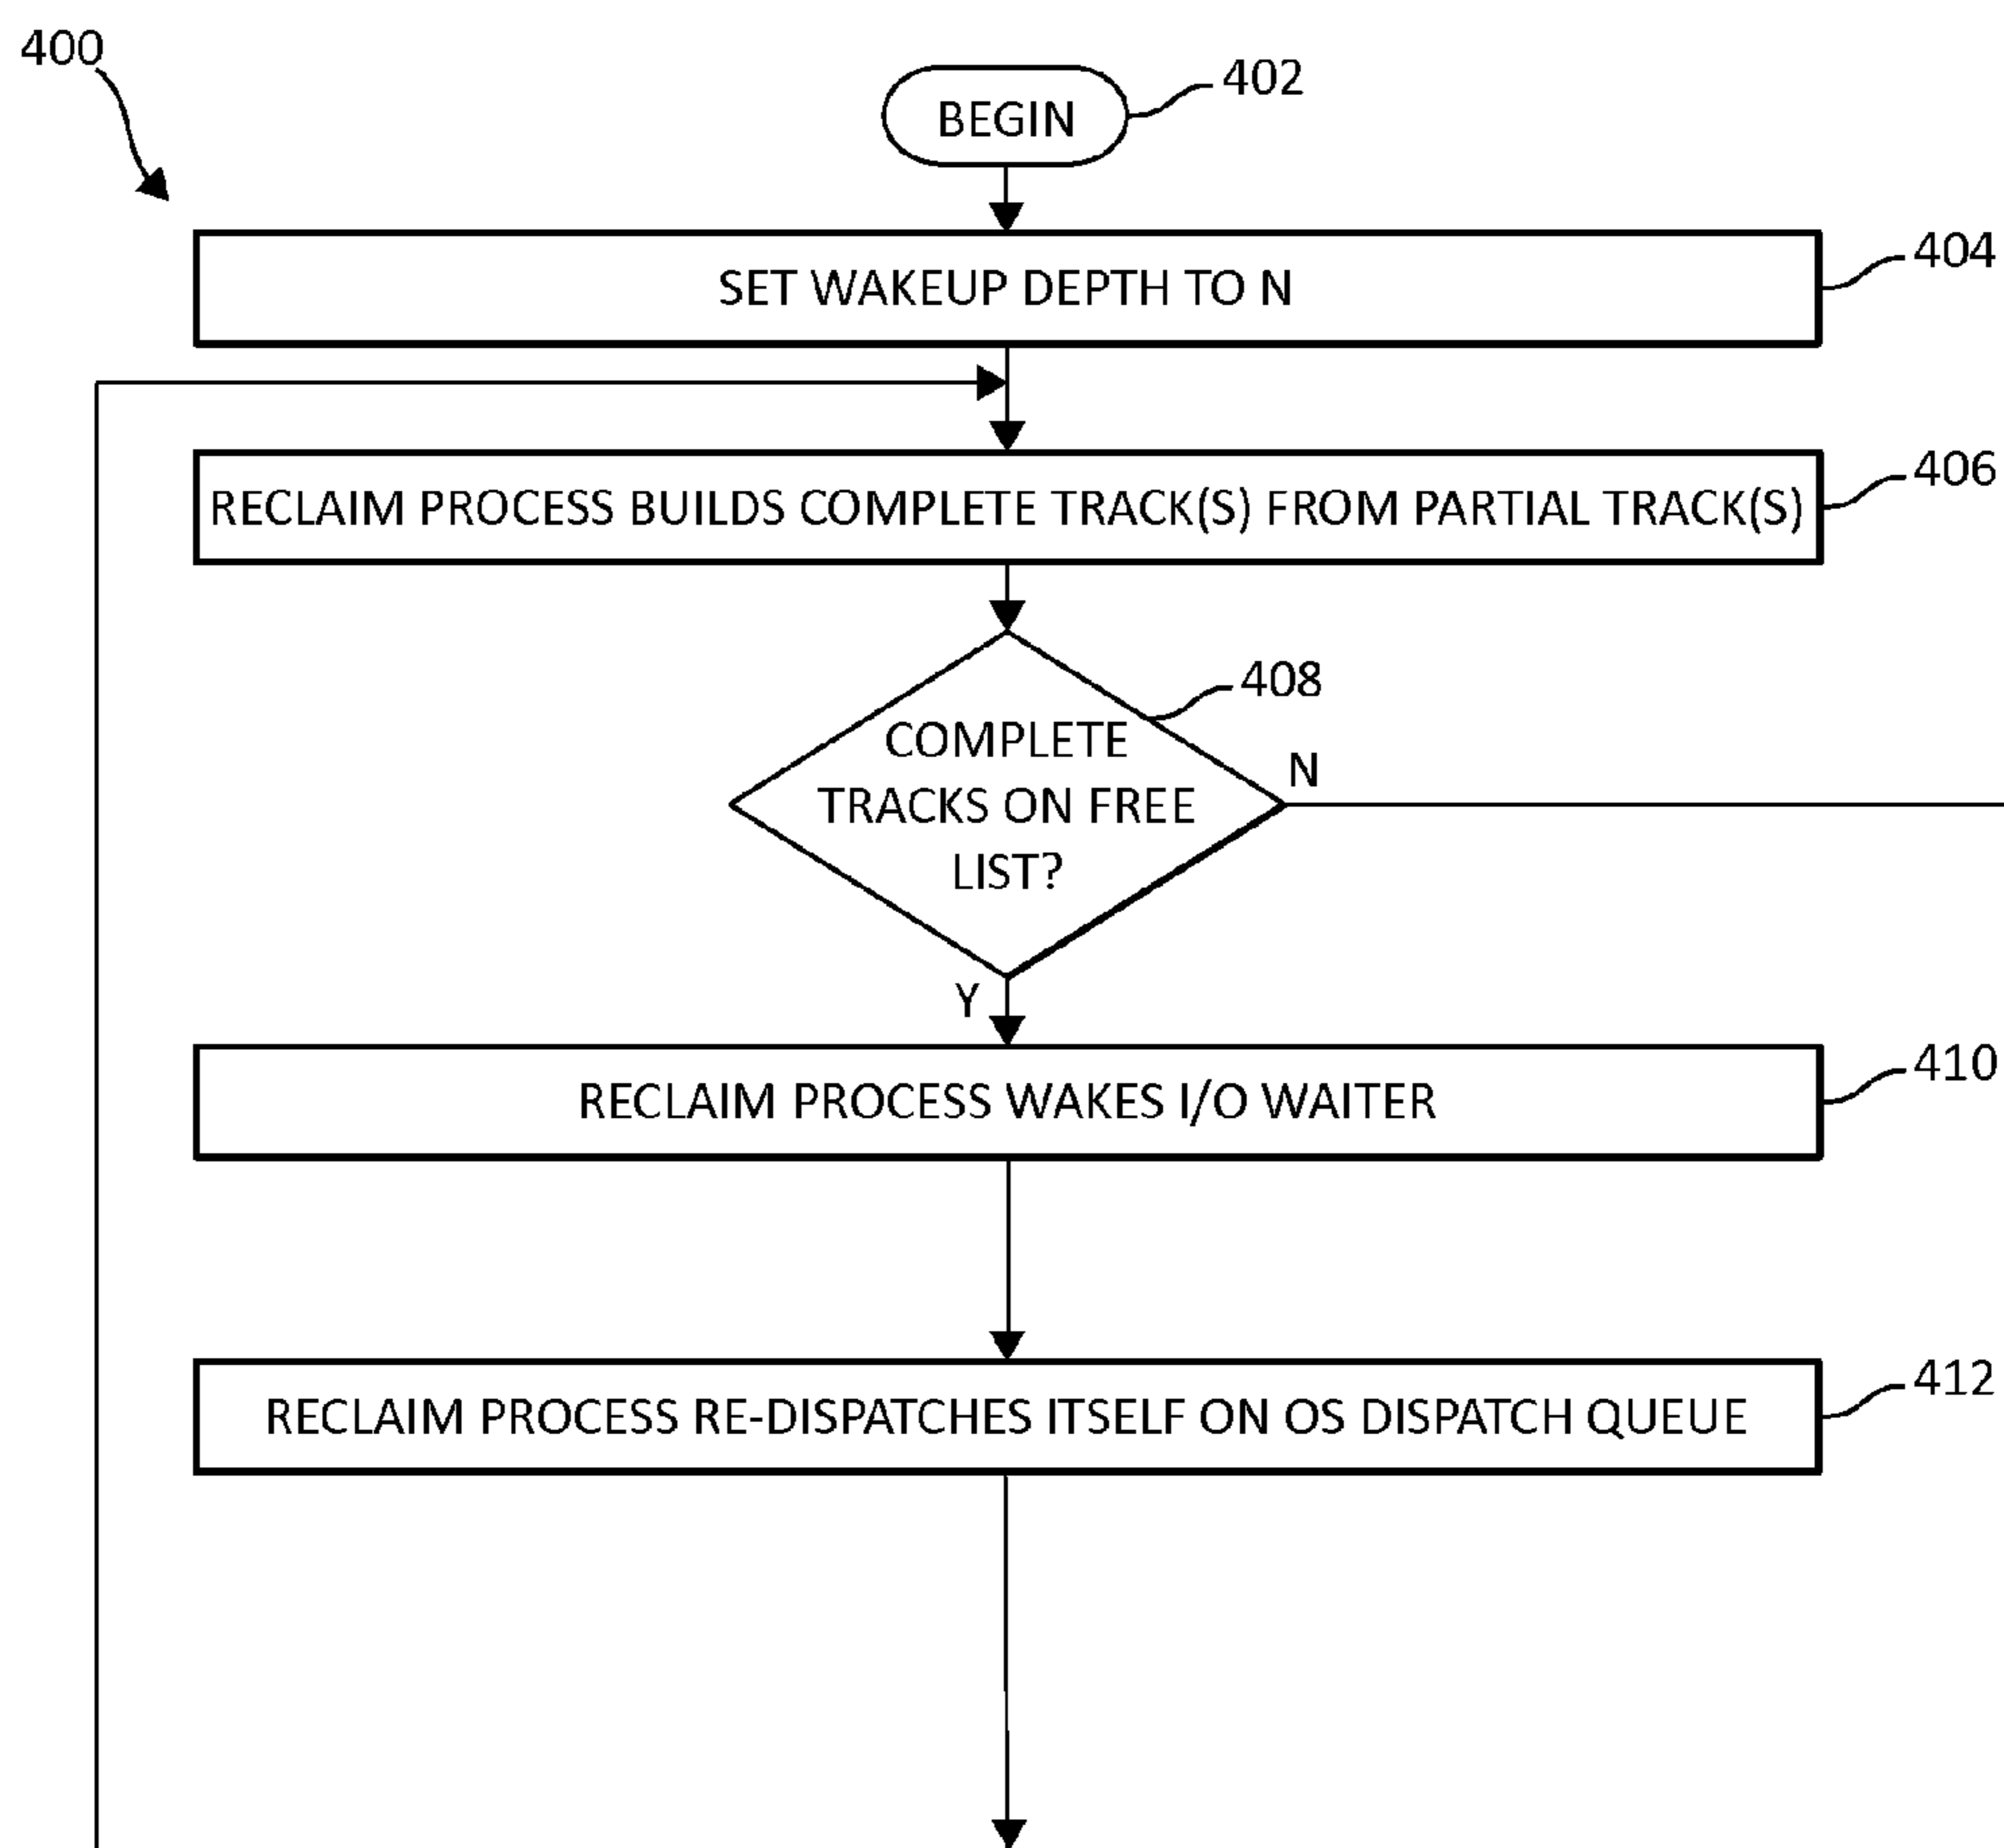 400
BEGIN
402
SET WAKEUP DEPTH TO N
404
RECLAIM PROCESS BUILDS COMPLETE TRACK(S) FROM PARTIAL TRACK(S)
406
408
COMPLETE
TRACKS ON FREE
LIST?
N
Y
RECLAIM PROCESS WAKES I/O WAITER
410
RECLAIM PROCESS RE-DISPATCHES ITSELF ON OS DISPATCH QUEUE
412